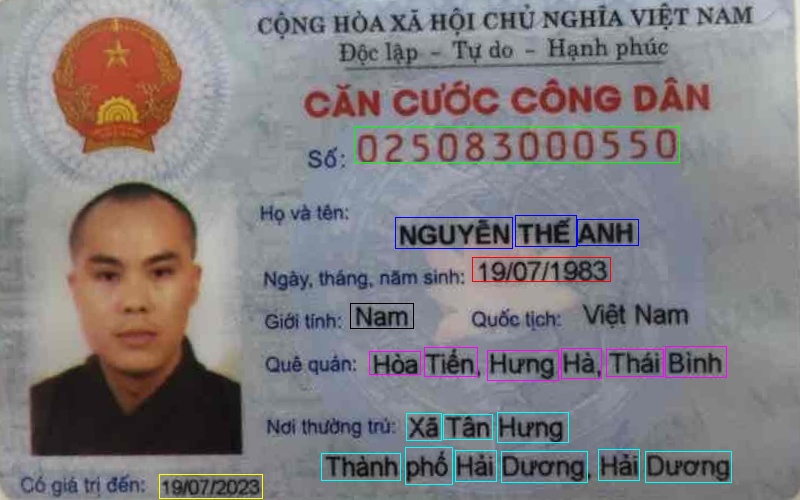 CỘNG HÒA XÃ HỘI CHỦ NGHĨA VIỆT NAM
Độc lập - Tự do - Hạnh phúc
CĂN CƯỚC CÔNG DÂN
Số: 025083000550
Họ và tên:
NGUYỄN THẾ ANH
Ngày, tháng, năm sinh: 19/07/1983
Giới tính: Nam Quốc tịch: Việt Nam
Quê quán: Hòa Tiến, Hưng Hà, Thái Bình
Nơi thường trú: Xã Tân Hưng
Thành phố Hải Dương, Hải Dương
Có giá trị đến: 19/07/2023